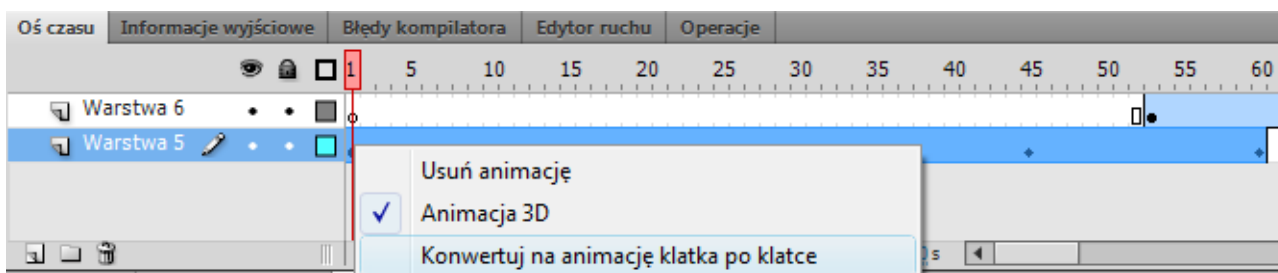 Oś czasu Informacje wyjściowe Błędy kompilatora Edytor ruchu Operacje
1 5 10 15 20 25 30 35 40 45 50 55 60
Warstwa 6
Warstwa 5
Usuń animację
Animacja 3D
Konwertuj na animację klatka po klatce
s